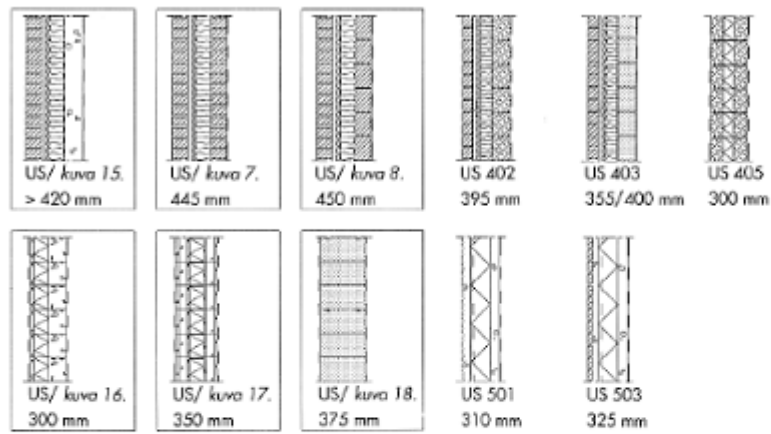 US/ kuva 15.
> 420 mm
US/ kuva 7.
445 mm
US/ kuva 8.
450 mm
US 402
395 mm
US 403
355/400 mm
US 405
300 mm
US/ kuva 16.
300 mm
US/ kuva 17.
350 mm
US/ kuva 18.
375 mm
US 501
310 mm
US 503
325 mm